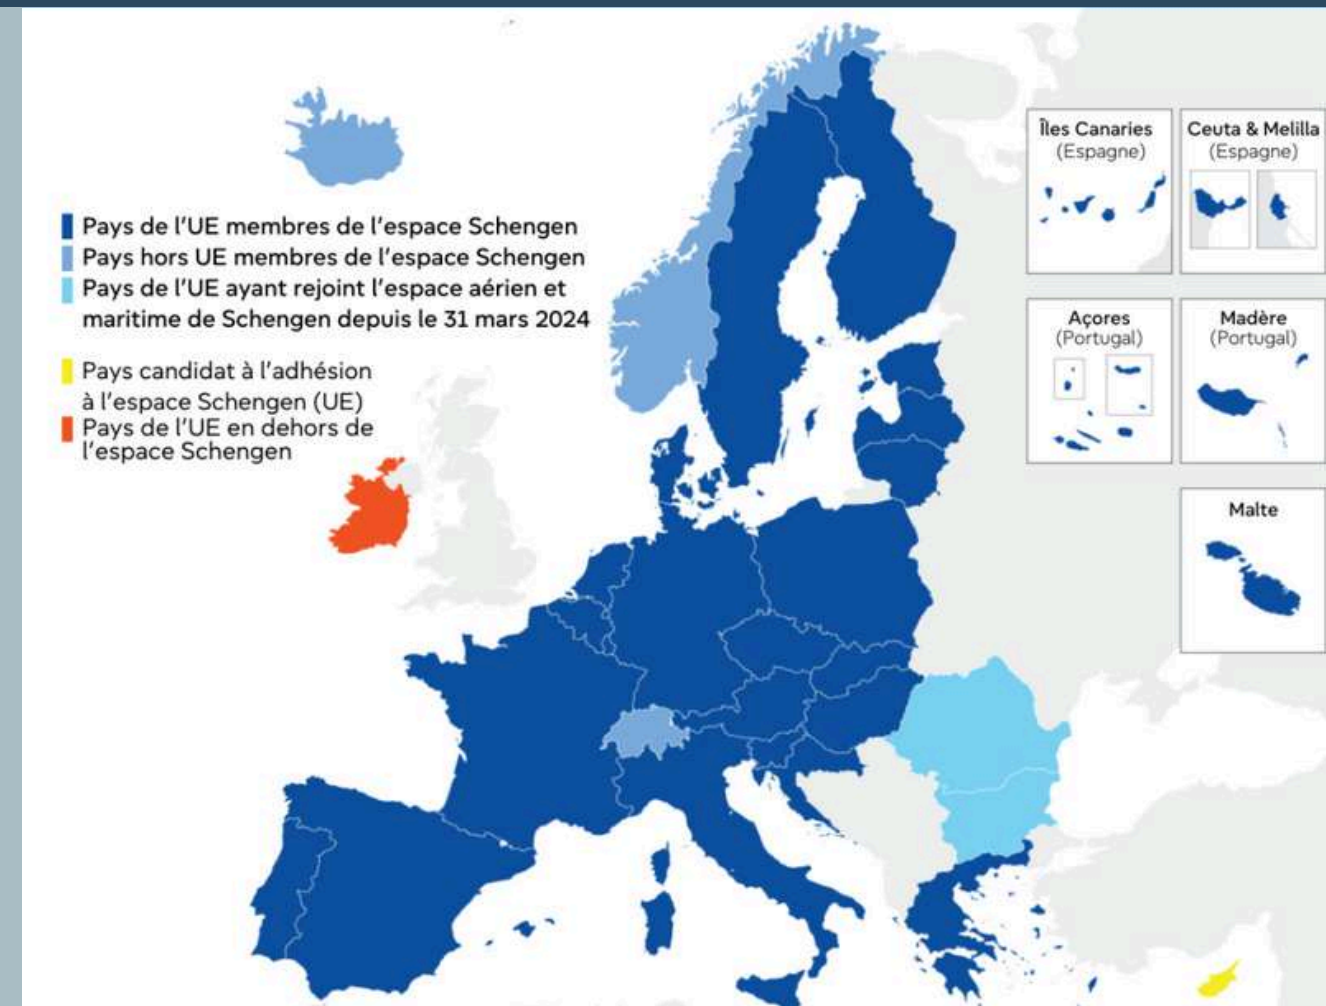 Pays de l'UE membres de l'espace Schengen
Pays hors UE membres de l'espace Schengen
Pays de l'UE ayant rejoint l'espace aérien et
maritime de Schengen depuis le 31 mars 2024
Pays candidat à l'adhésion
à l'espace Schengen (UE)
Pays de l'UE en dehors de
l'espace Schengen
Îles Canaries
(Espagne)
Ceuta & Melilla
(Espagne)
Açores
(Portugal)
Madère
(Portugal)
Malte